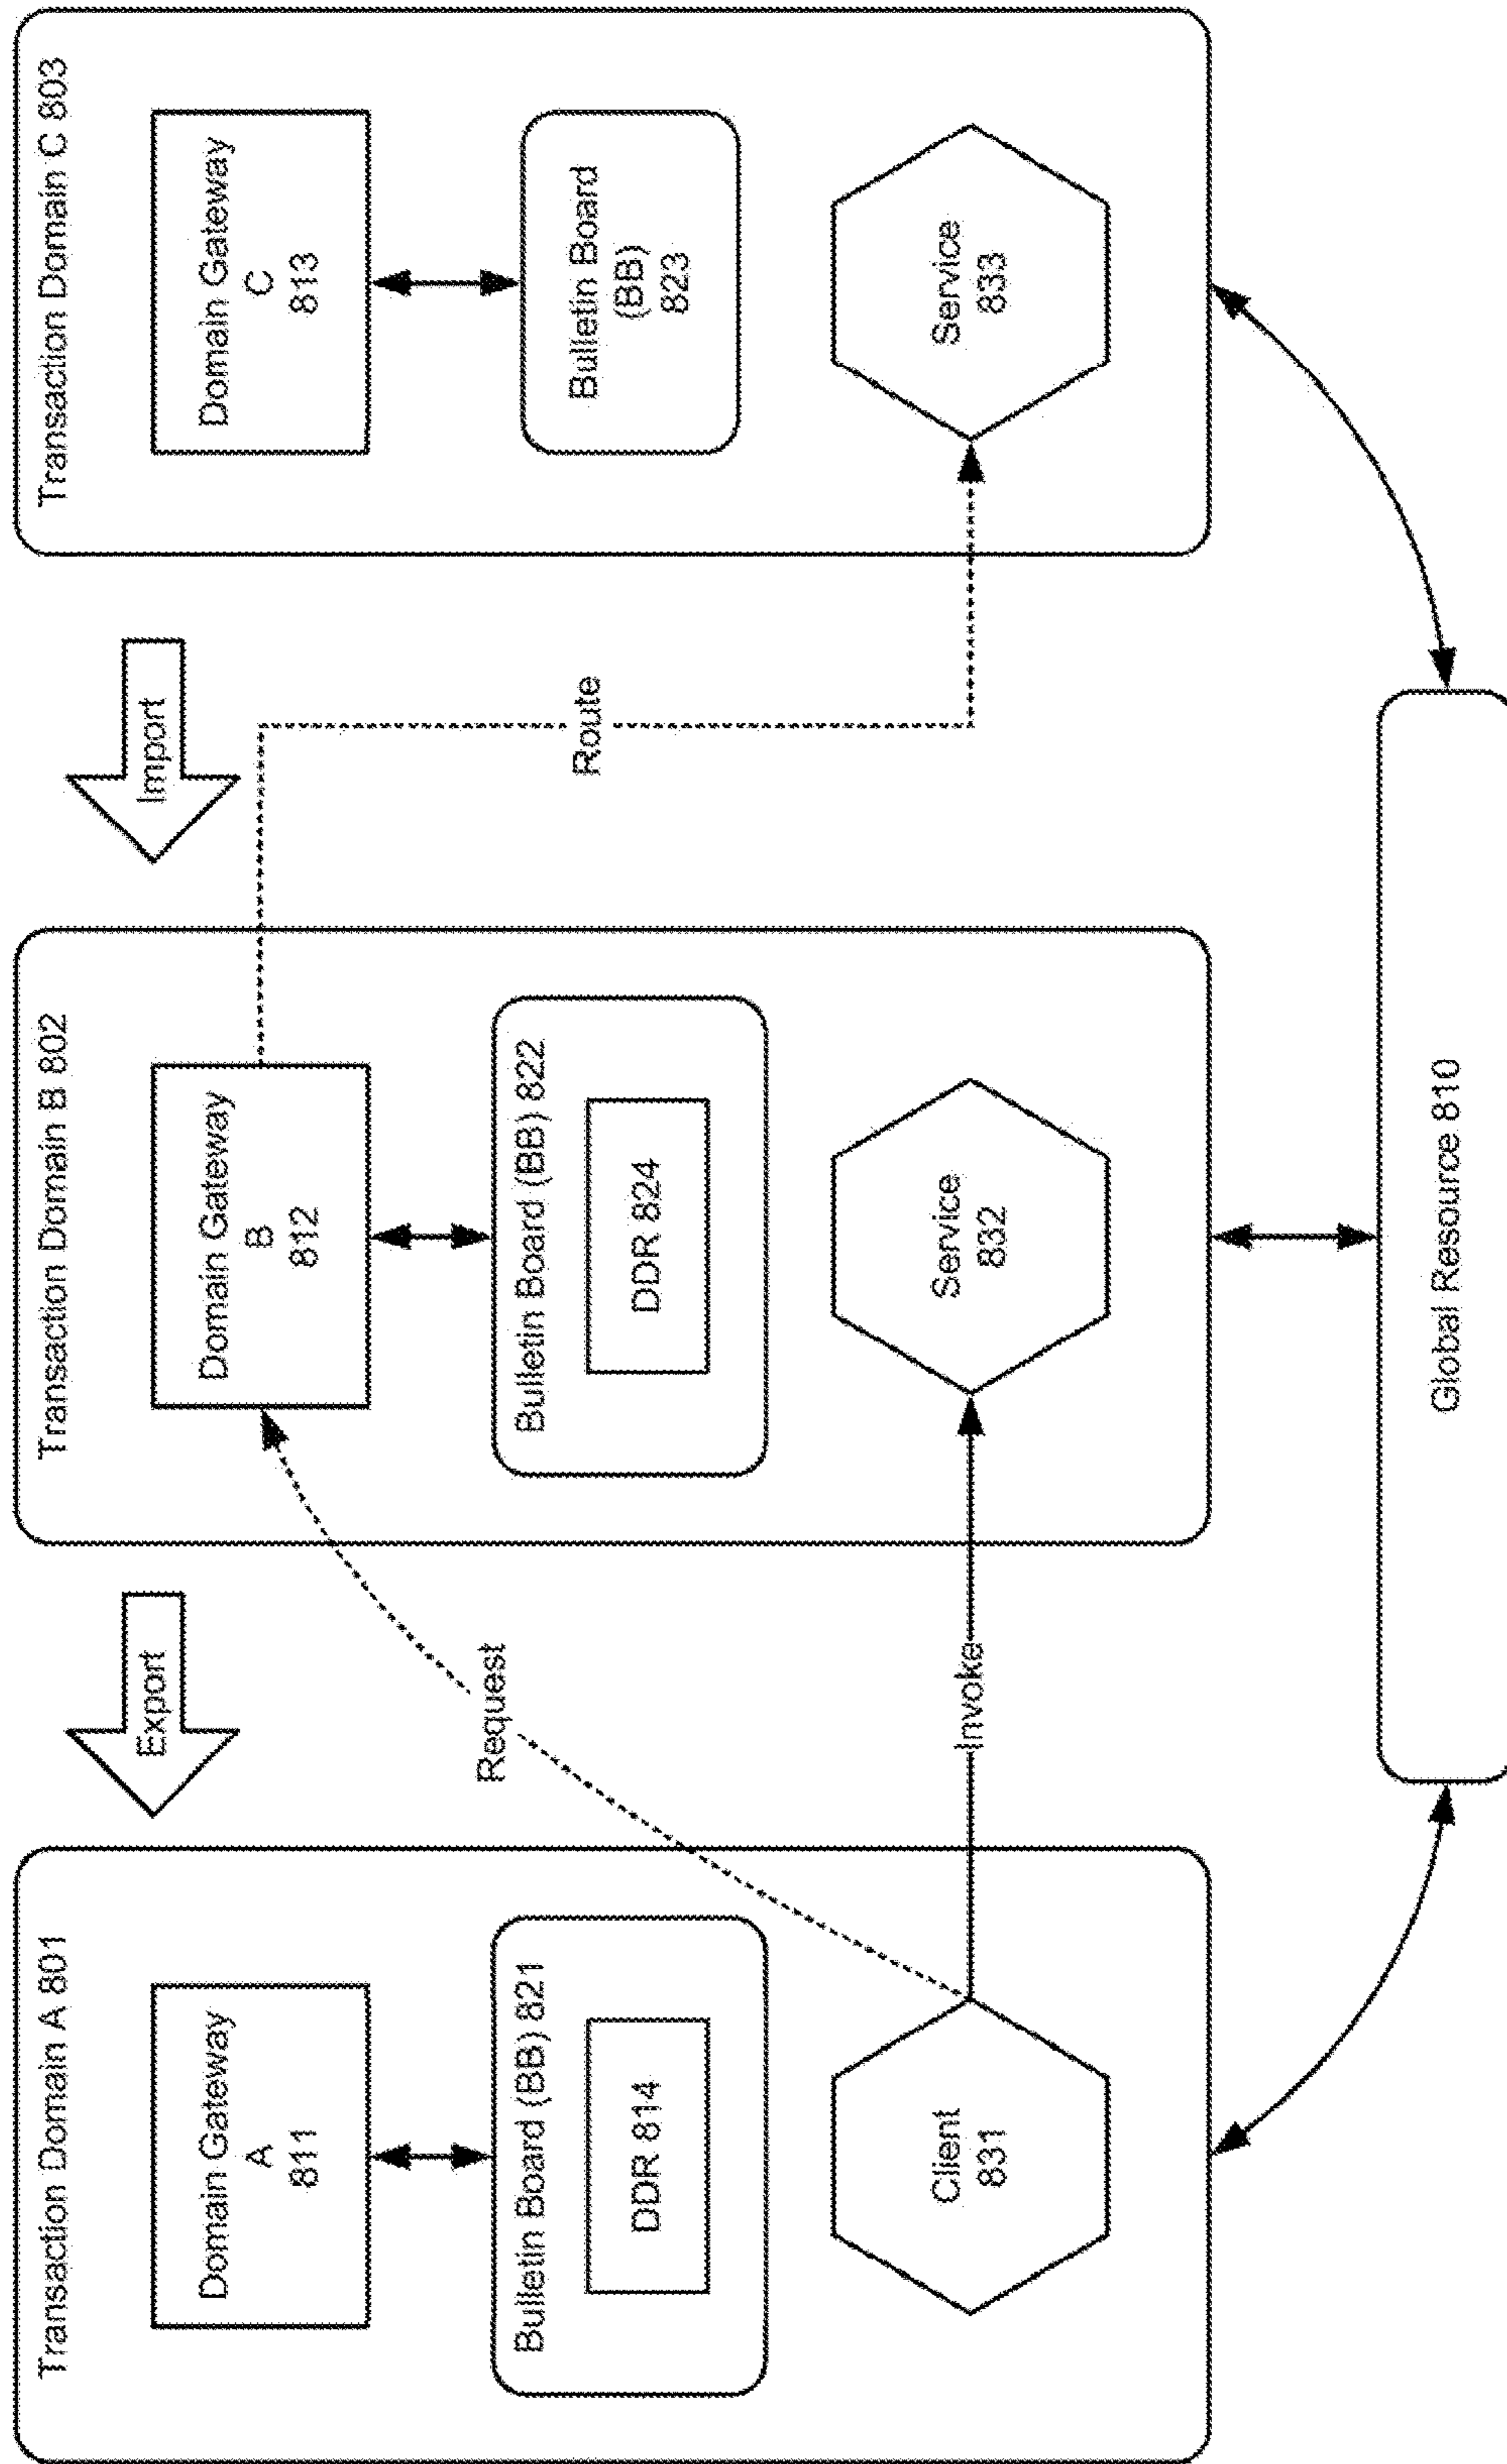 Transaction Domain A 801
Domain Gateway
A
811
Bulletin Board (BB) 821
DDR 814
Client
831
Export
Request
Invoke
Transaction Domain B 802
Domain Gateway
B
812
Bulletin Board (BB) 822
DDR 824
Service
832
Import
Route
Transaction Domain C 803
Domain Gateway
C
813
Bulletin Board
(BB)
823
Service
833
Global Resource 810